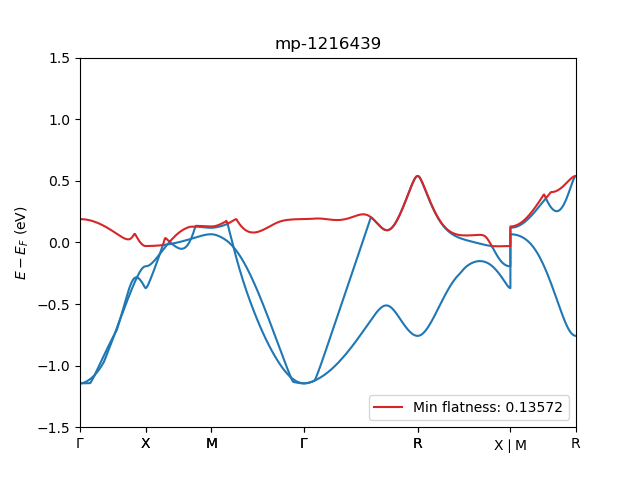 mp-1216439
E − E_F (eV)
1.5
1.0
0.5
0.0
−0.5
−1.0
−1.5
Min flatness: 0.13572
Γ X M Γ R X | M R